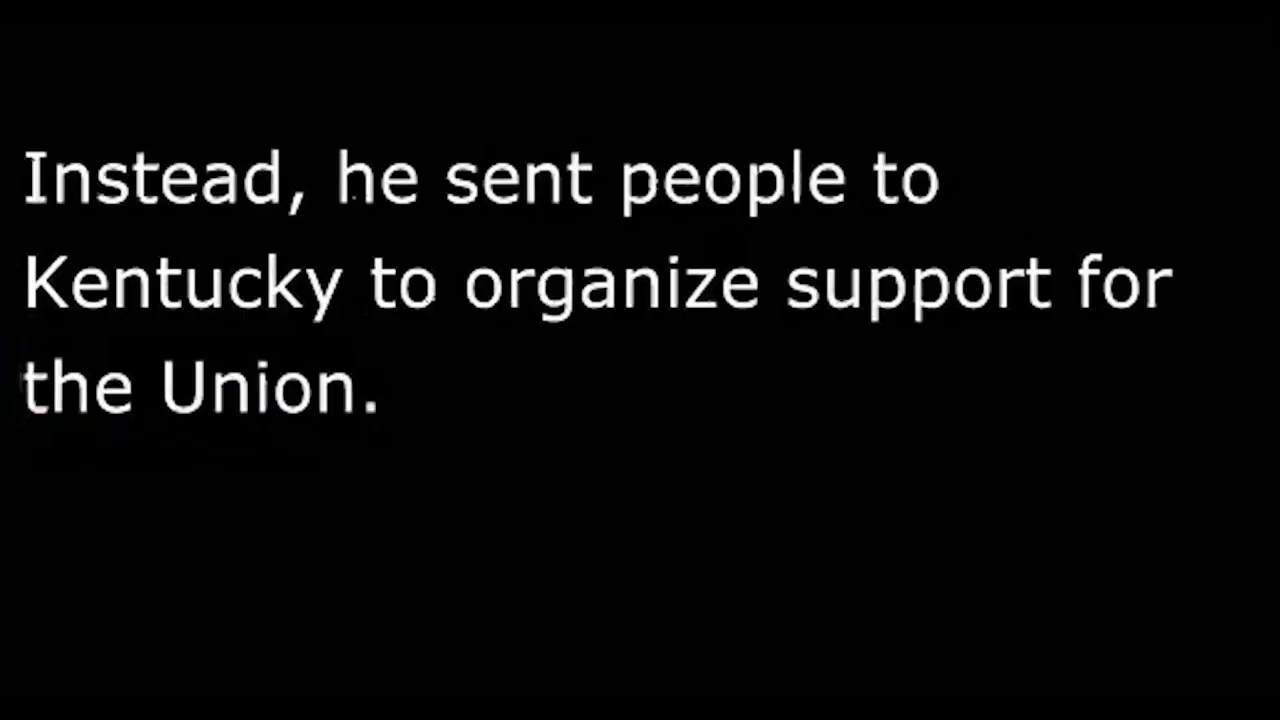 Instead, he sent people to
Kentucky to organize support for
the Union.